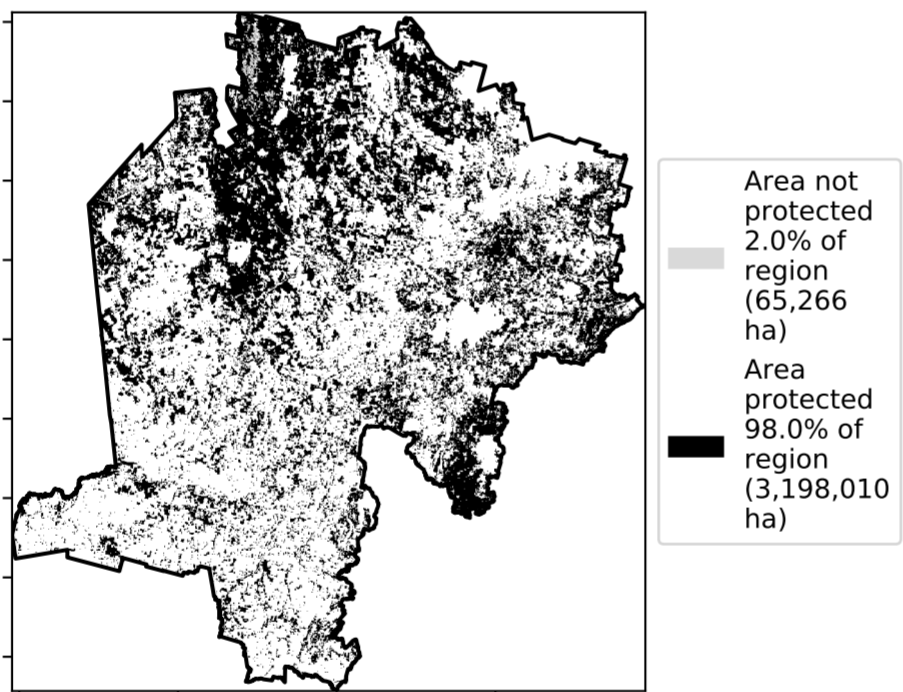 Area not
protected
2.0% of
region
(65,266
ha)
Area
protected
98.0% of
region
(3,198,010
ha)